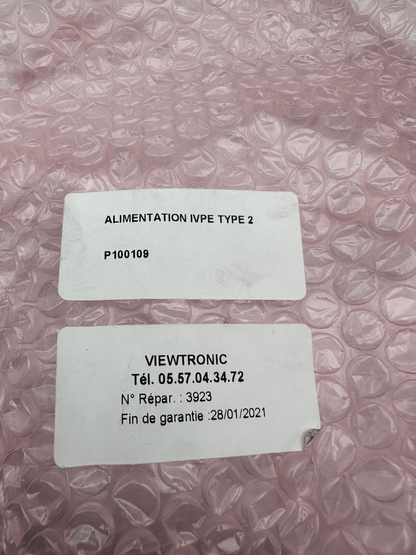 ALIMENTATION IVPE TYPE 2
P100109
VIEWTRONIC
Tél. 05.57.04.34.72
N° Répar. : 3923
Fin de garantie :28/01/2021